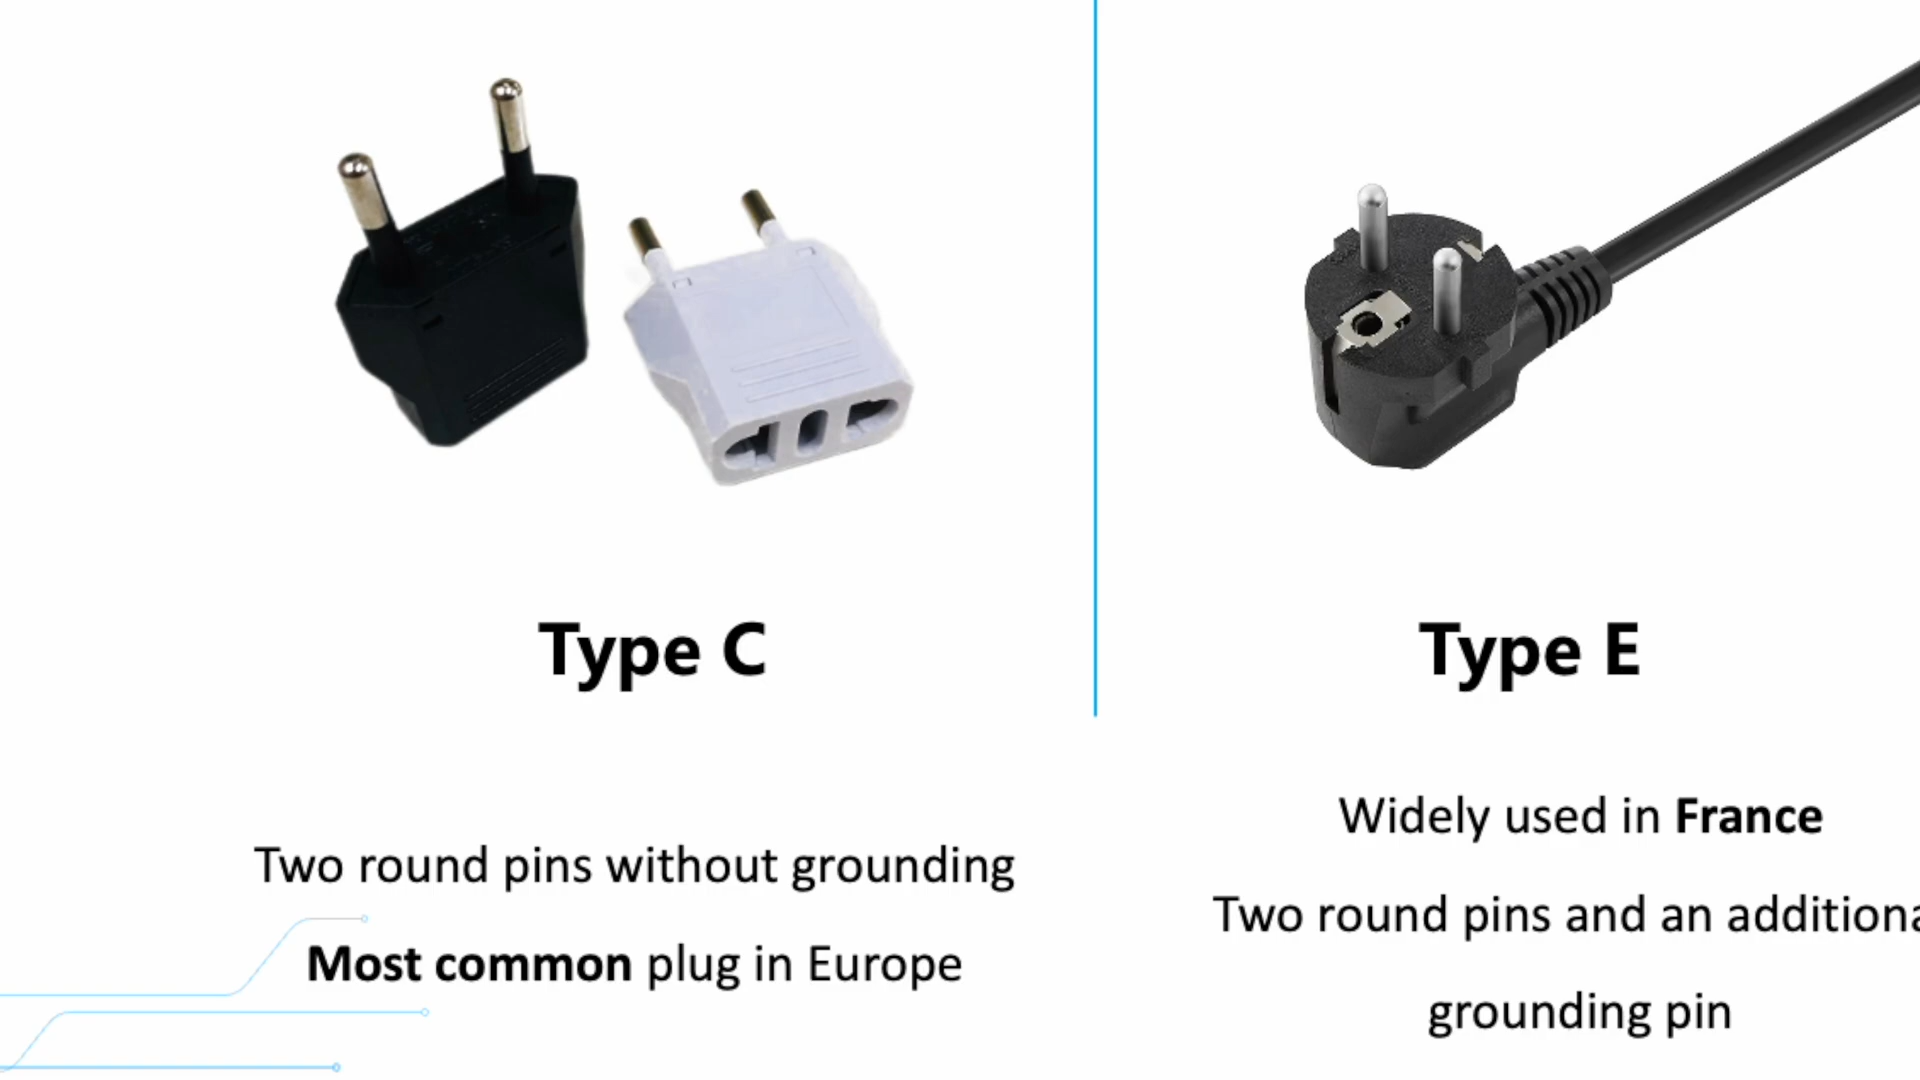 Type C
Two round pins without grounding
Most common plug in Europe
Type E
Widely used in France
Two round pins and an additiona
grounding pin